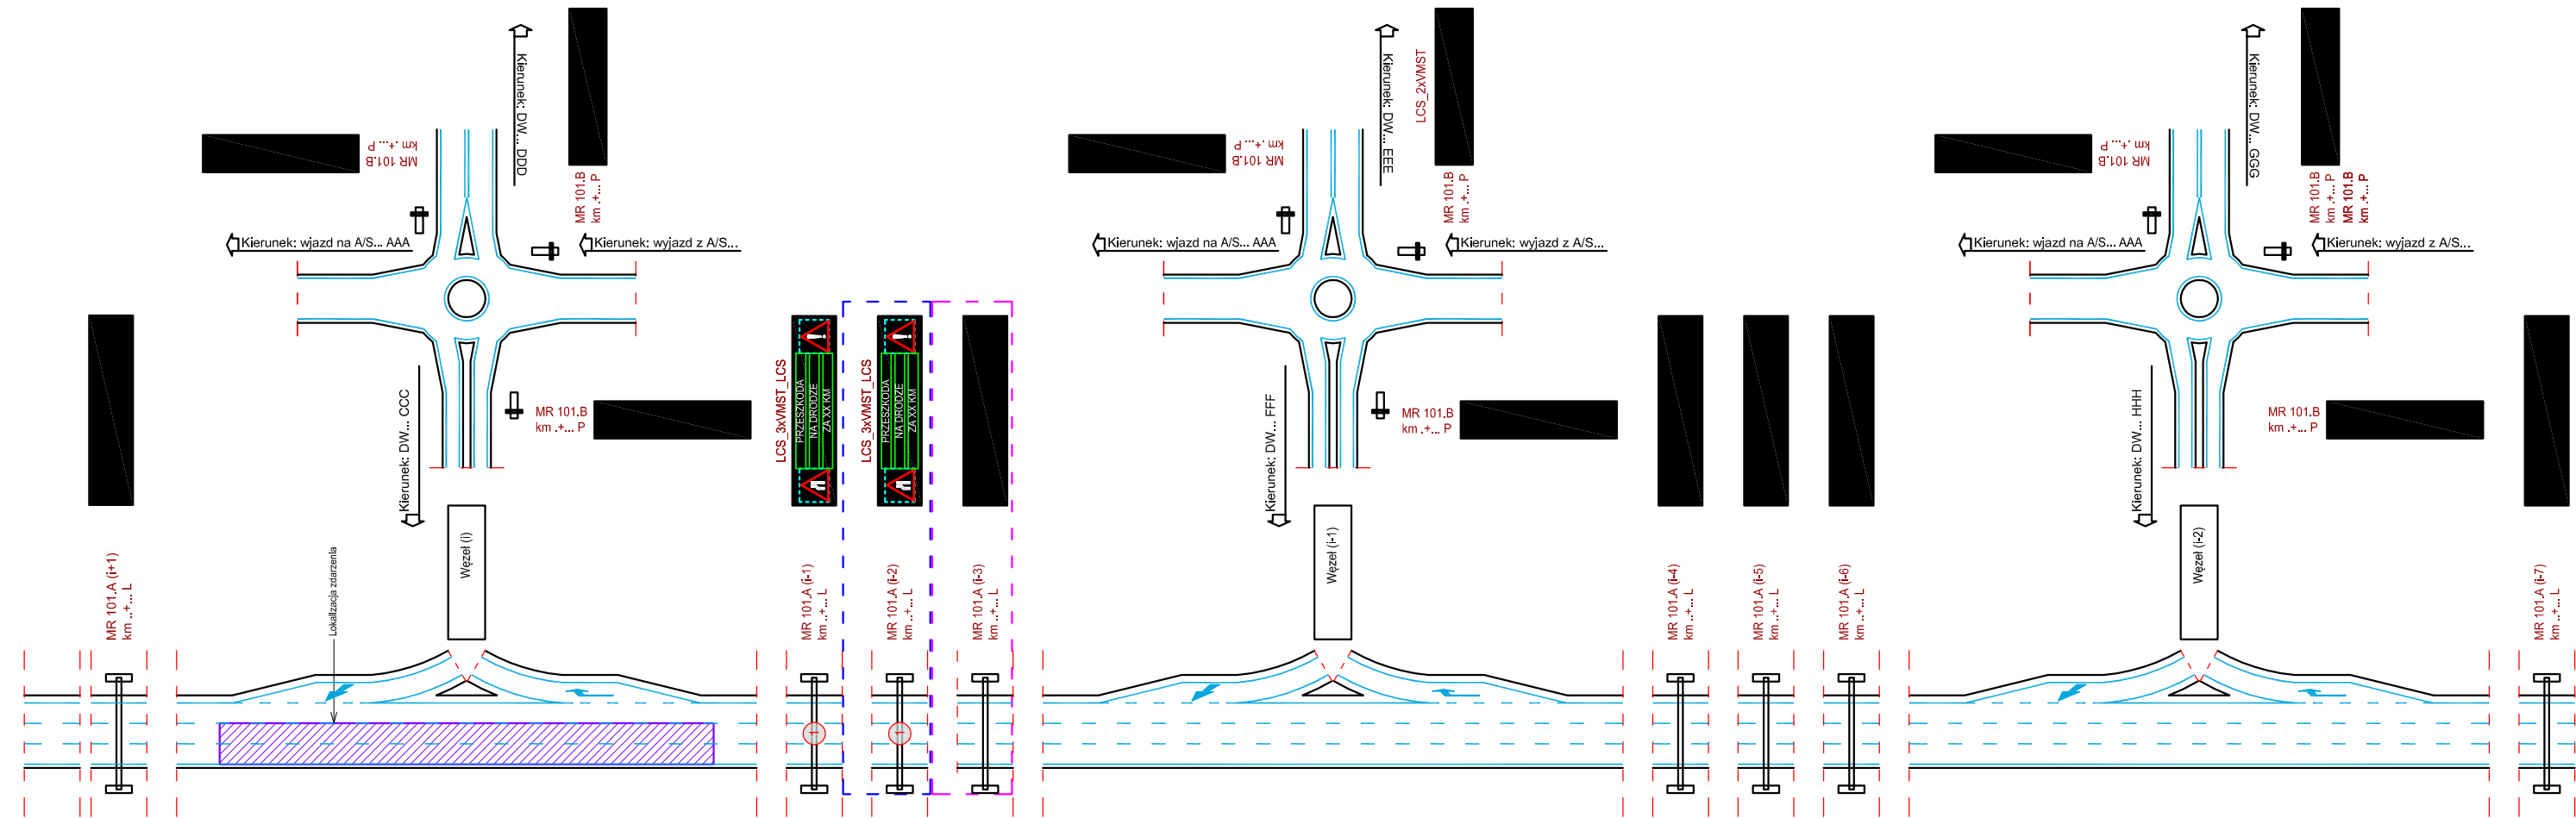 Kierunek: DW... DDD
MR 101.B
km .+... P
MR 101.B
km .+... P
Kierunek: wjazd na A/S... AAA
Kierunek: wyjazd z A/S...
Kierunek: DW... CCC
MR 101.B
km .+... P
Węzeł (i)
Lokalizacja zdarzenia
MR 101.A (i+1)
km ..+... L
LCS_3xVMST_LCS
PRZESZKODA
NA DRODZE
ZA XX KM
MR 101.A (i-1)
km ..+... L
1
LCS_3xVMST_LCS
PRZESZKODA
NA DRODZE
ZA XX KM
MR 101.A (i-2)
km ..+... L
1
MR 101.A (i-3)
km ..+... L
Kierunek: DW... EEE
LCS_2xVMST
MR 101.B
km .+... P
MR 101.B
km .+... P
Kierunek: wjazd na A/S... AAA
Kierunek: wyjazd z A/S...
Kierunek: DW... FFF
MR 101.B
km .+... P
Węzeł (i-1)
MR 101.A (i-4)
km ..+... L
MR 101.A (i-5)
km ..+... L
MR 101.A (i-6)
km ..+... L
Kierunek: DW... GGG
MR 101.B
km .+... P
MR 101.B
km .+... P
MR 101.B
km .+... P
Kierunek: wjazd na A/S... AAA
Kierunek: wyjazd z A/S...
Kierunek: DW... HHH
MR 101.B
km .+... P
Węzeł (i-2)
MR 101.A (i-7)
km ..+... L